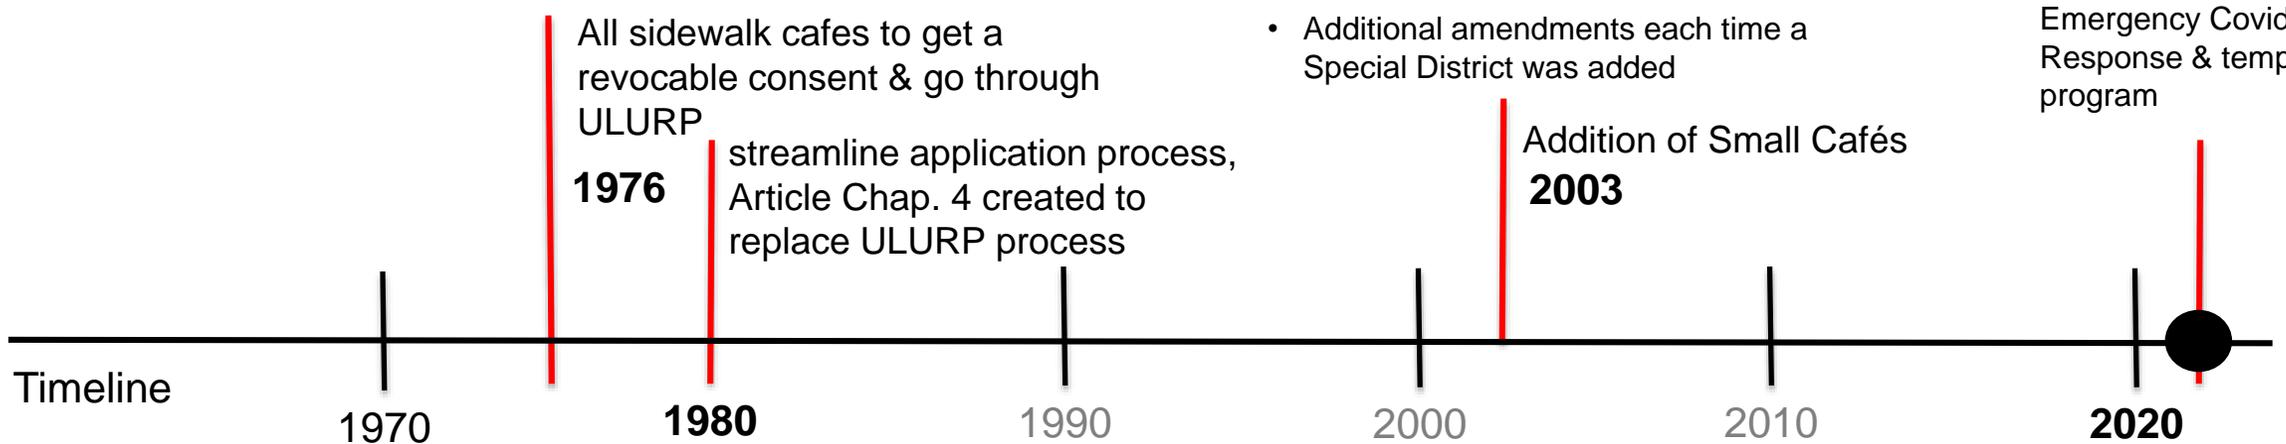 All sidewalk cafes to get a
revocable consent & go through
ULURP
1976
streamline application process,
Article Chap. 4 created to
replace ULURP process
• Additional amendments each time a
Special District was added
Addition of Small Cafés
2003
Emergency Covid
Response & temp
program
Timeline
1970
1980
1990
2000
2010
2020